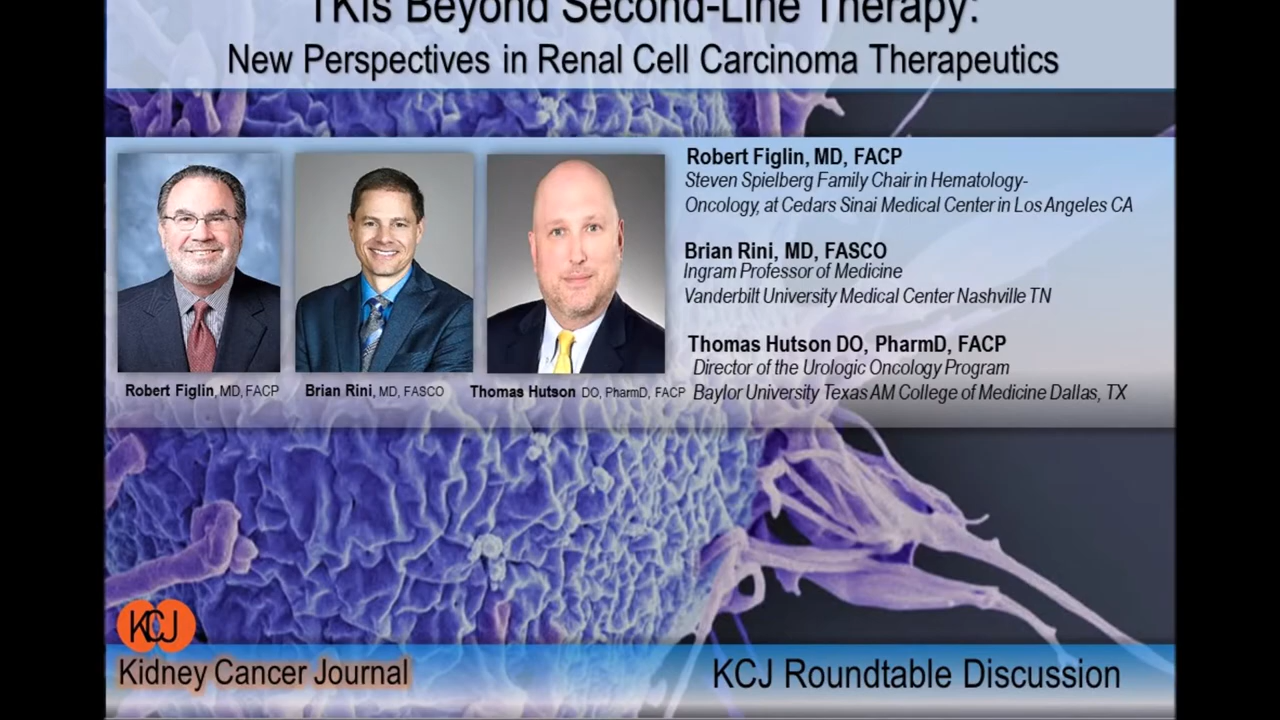 TKIs Beyond Second-Line Therapy:
New Perspectives in Renal Cell Carcinoma Therapeutics
Robert Figlin, MD, FACP
Steven Spielberg Family Chair in Hematology-
Oncology, at Cedars Sinai Medical Center in Los Angeles CA
Brian Rini, MD, FASCO
Ingram Professor of Medicine
Vanderbilt University Medical Center Nashville TN
Thomas Hutson DO, PharmD, FACP
Director of the Urologic Oncology Program
Baylor University Texas AM College of Medicine Dallas, TX
Robert Figlin, MD, FACP
Brian Rini, MD, FASCO
Thomas Hutson DO, PharmD, FACP
KCJ
Kidney Cancer Journal
KCJ Roundtable Discussion